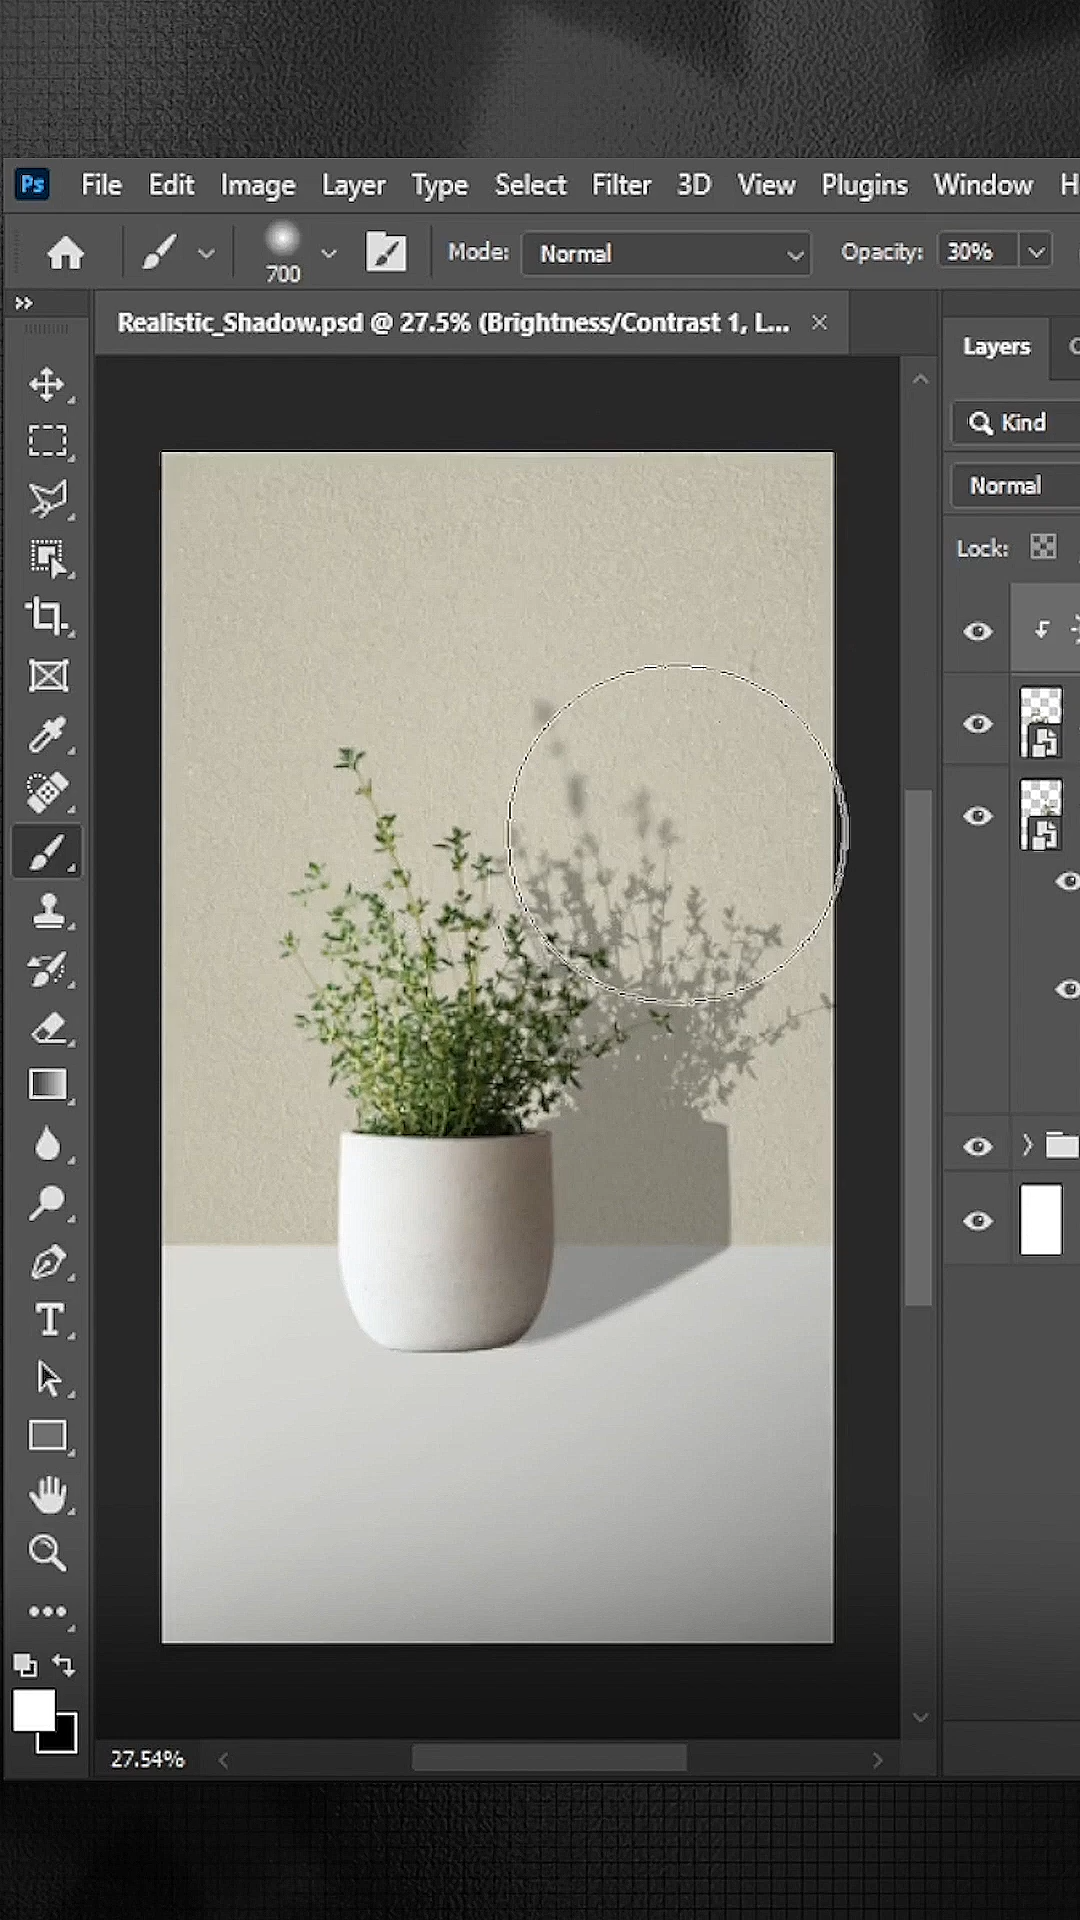 Ps File Edit Image Layer Type Select Filter 3D View Plugins Window H
700 Mode: Normal Opacity: 30%
Realistic_Shadow.psd @ 27.5% (Brightness/Contrast 1, L... ×
Layers
Kind
Normal
Lock:
T
27.54%